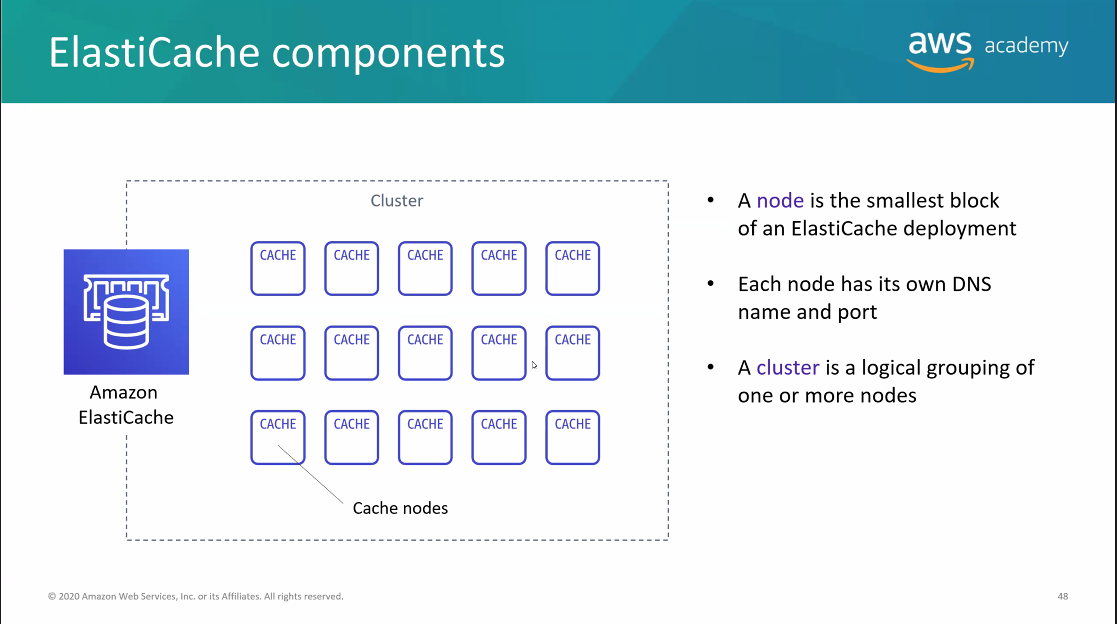 ElastiCache components
aws academy
Cluster
CACHE CACHE CACHE CACHE CACHE
CACHE CACHE CACHE CACHE CACHE
CACHE CACHE CACHE CACHE CACHE
Amazon
ElastiCache
Cache nodes
• A node is the smallest block
of an ElastiCache deployment
• Each node has its own DNS
name and port
• A cluster is a logical grouping of
one or more nodes
© 2020 Amazon Web Services, Inc. or its Affiliates. All rights reserved.
48